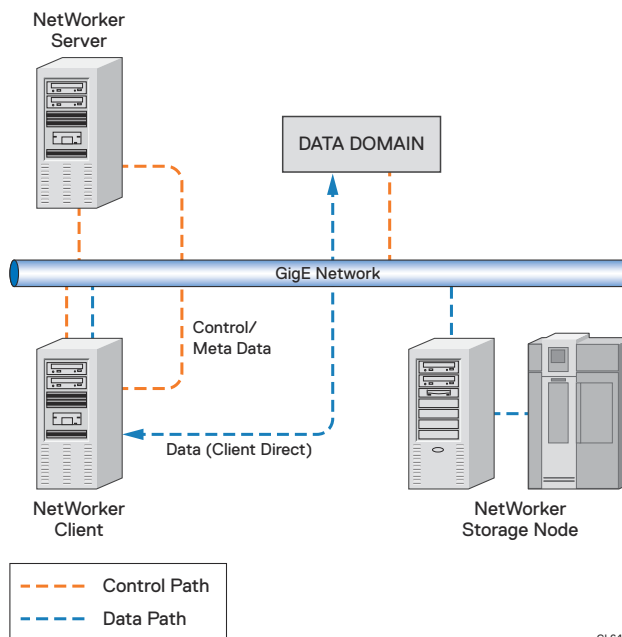 NetWorker
Server
DATA DOMAIN
GigE Network
Control/
Meta Data
Data (Client Direct)
NetWorker
Client
NetWorker
Storage Node
Control Path
Data Path